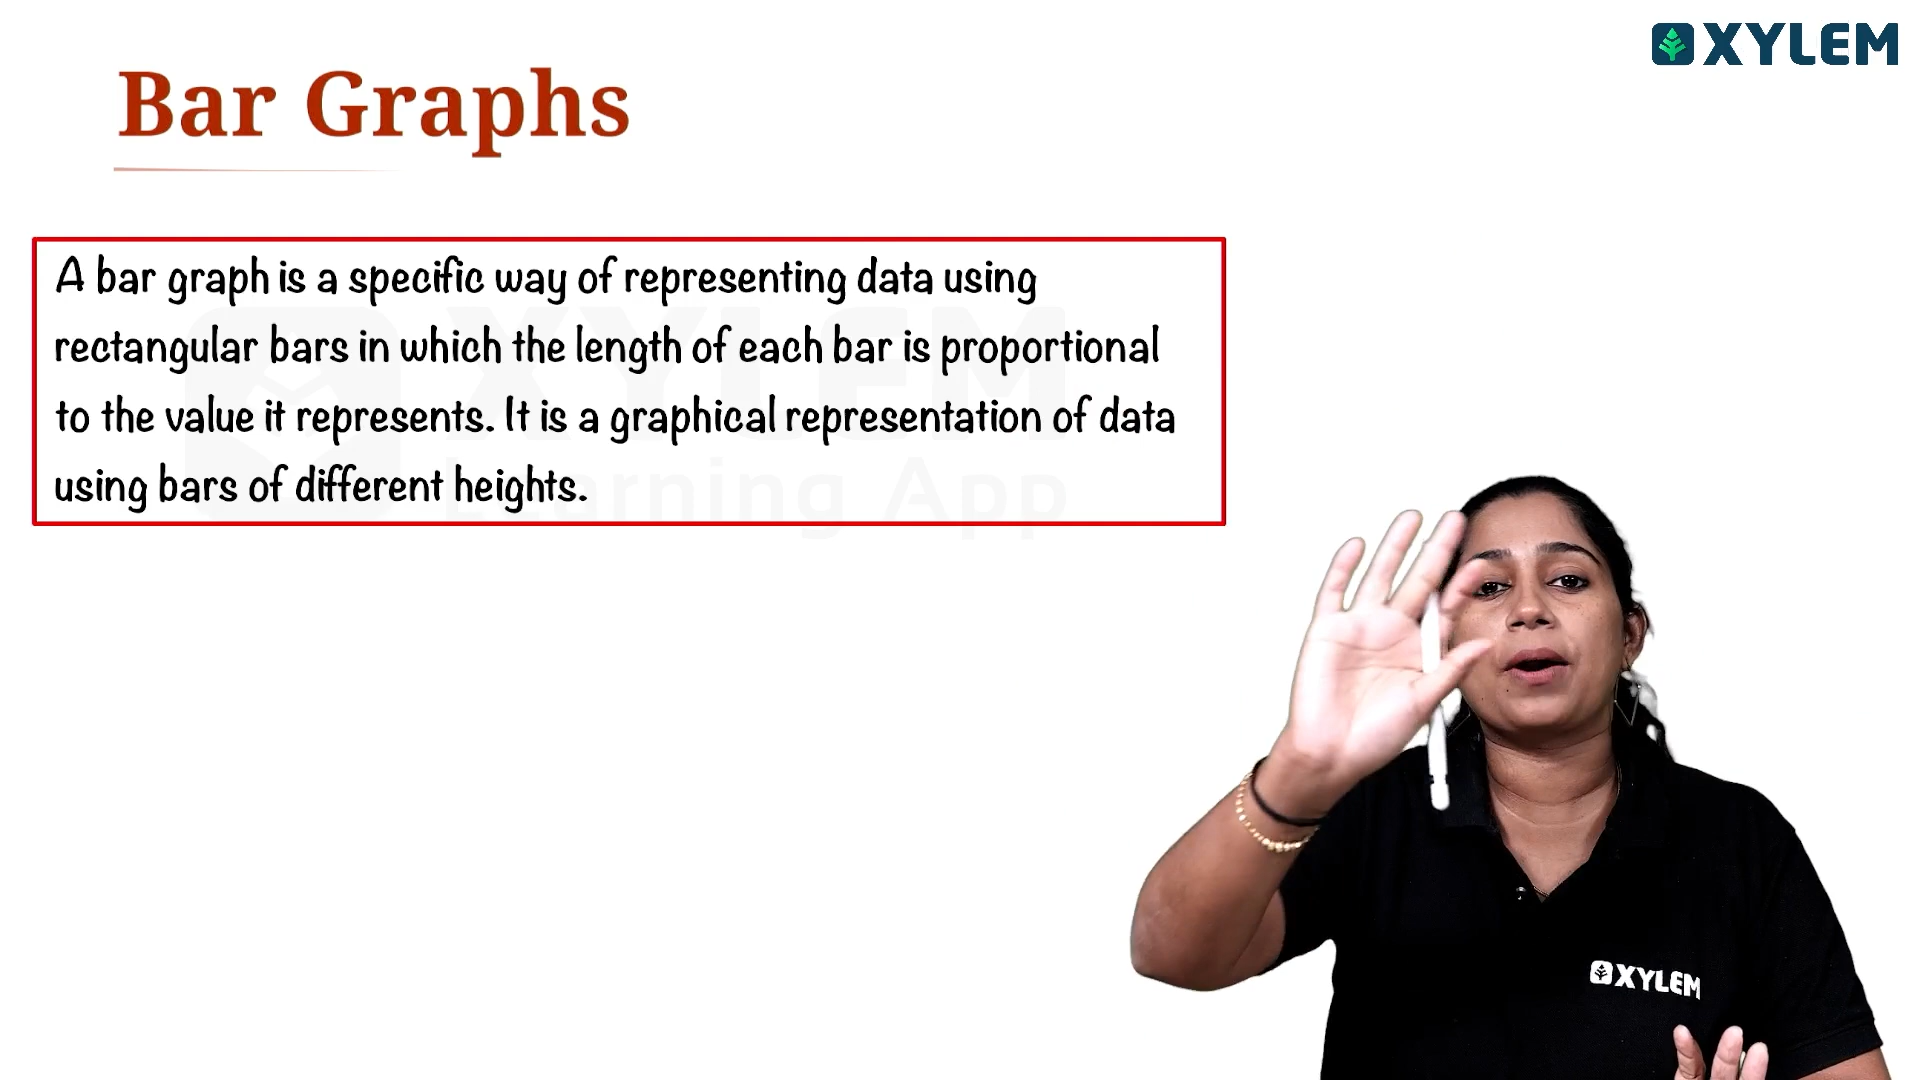 XYLEM
Bar Graphs
A bar graph is a specific way of representing data using
rectangular bars in which the length of each bar is proportional
to the value it represents. It is a graphical representation of data
using bars of different heights.
XYLEM
Learning App
XYLEM